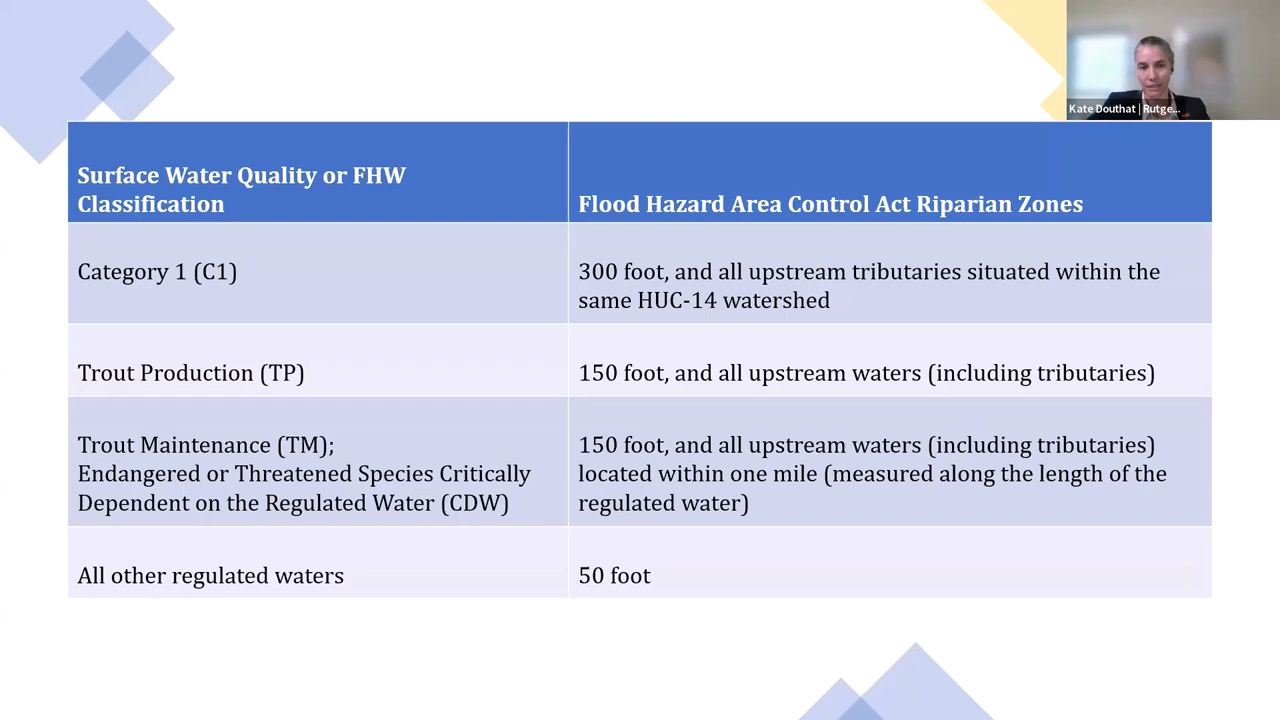 Kate Douthat | Rutge...
Surface Water Quality or FHW
Classification
Flood Hazard Area Control Act Riparian Zones
Category 1 (C1)
300 foot, and all upstream tributaries situated within the
same HUC-14 watershed
Trout Production (TP)
150 foot, and all upstream waters (including tributaries)
Trout Maintenance (TM);
Endangered or Threatened Species Critically
Dependent on the Regulated Water (CDW)
150 foot, and all upstream waters (including tributaries)
located within one mile (measured along the length of the
regulated water)
All other regulated waters
50 foot